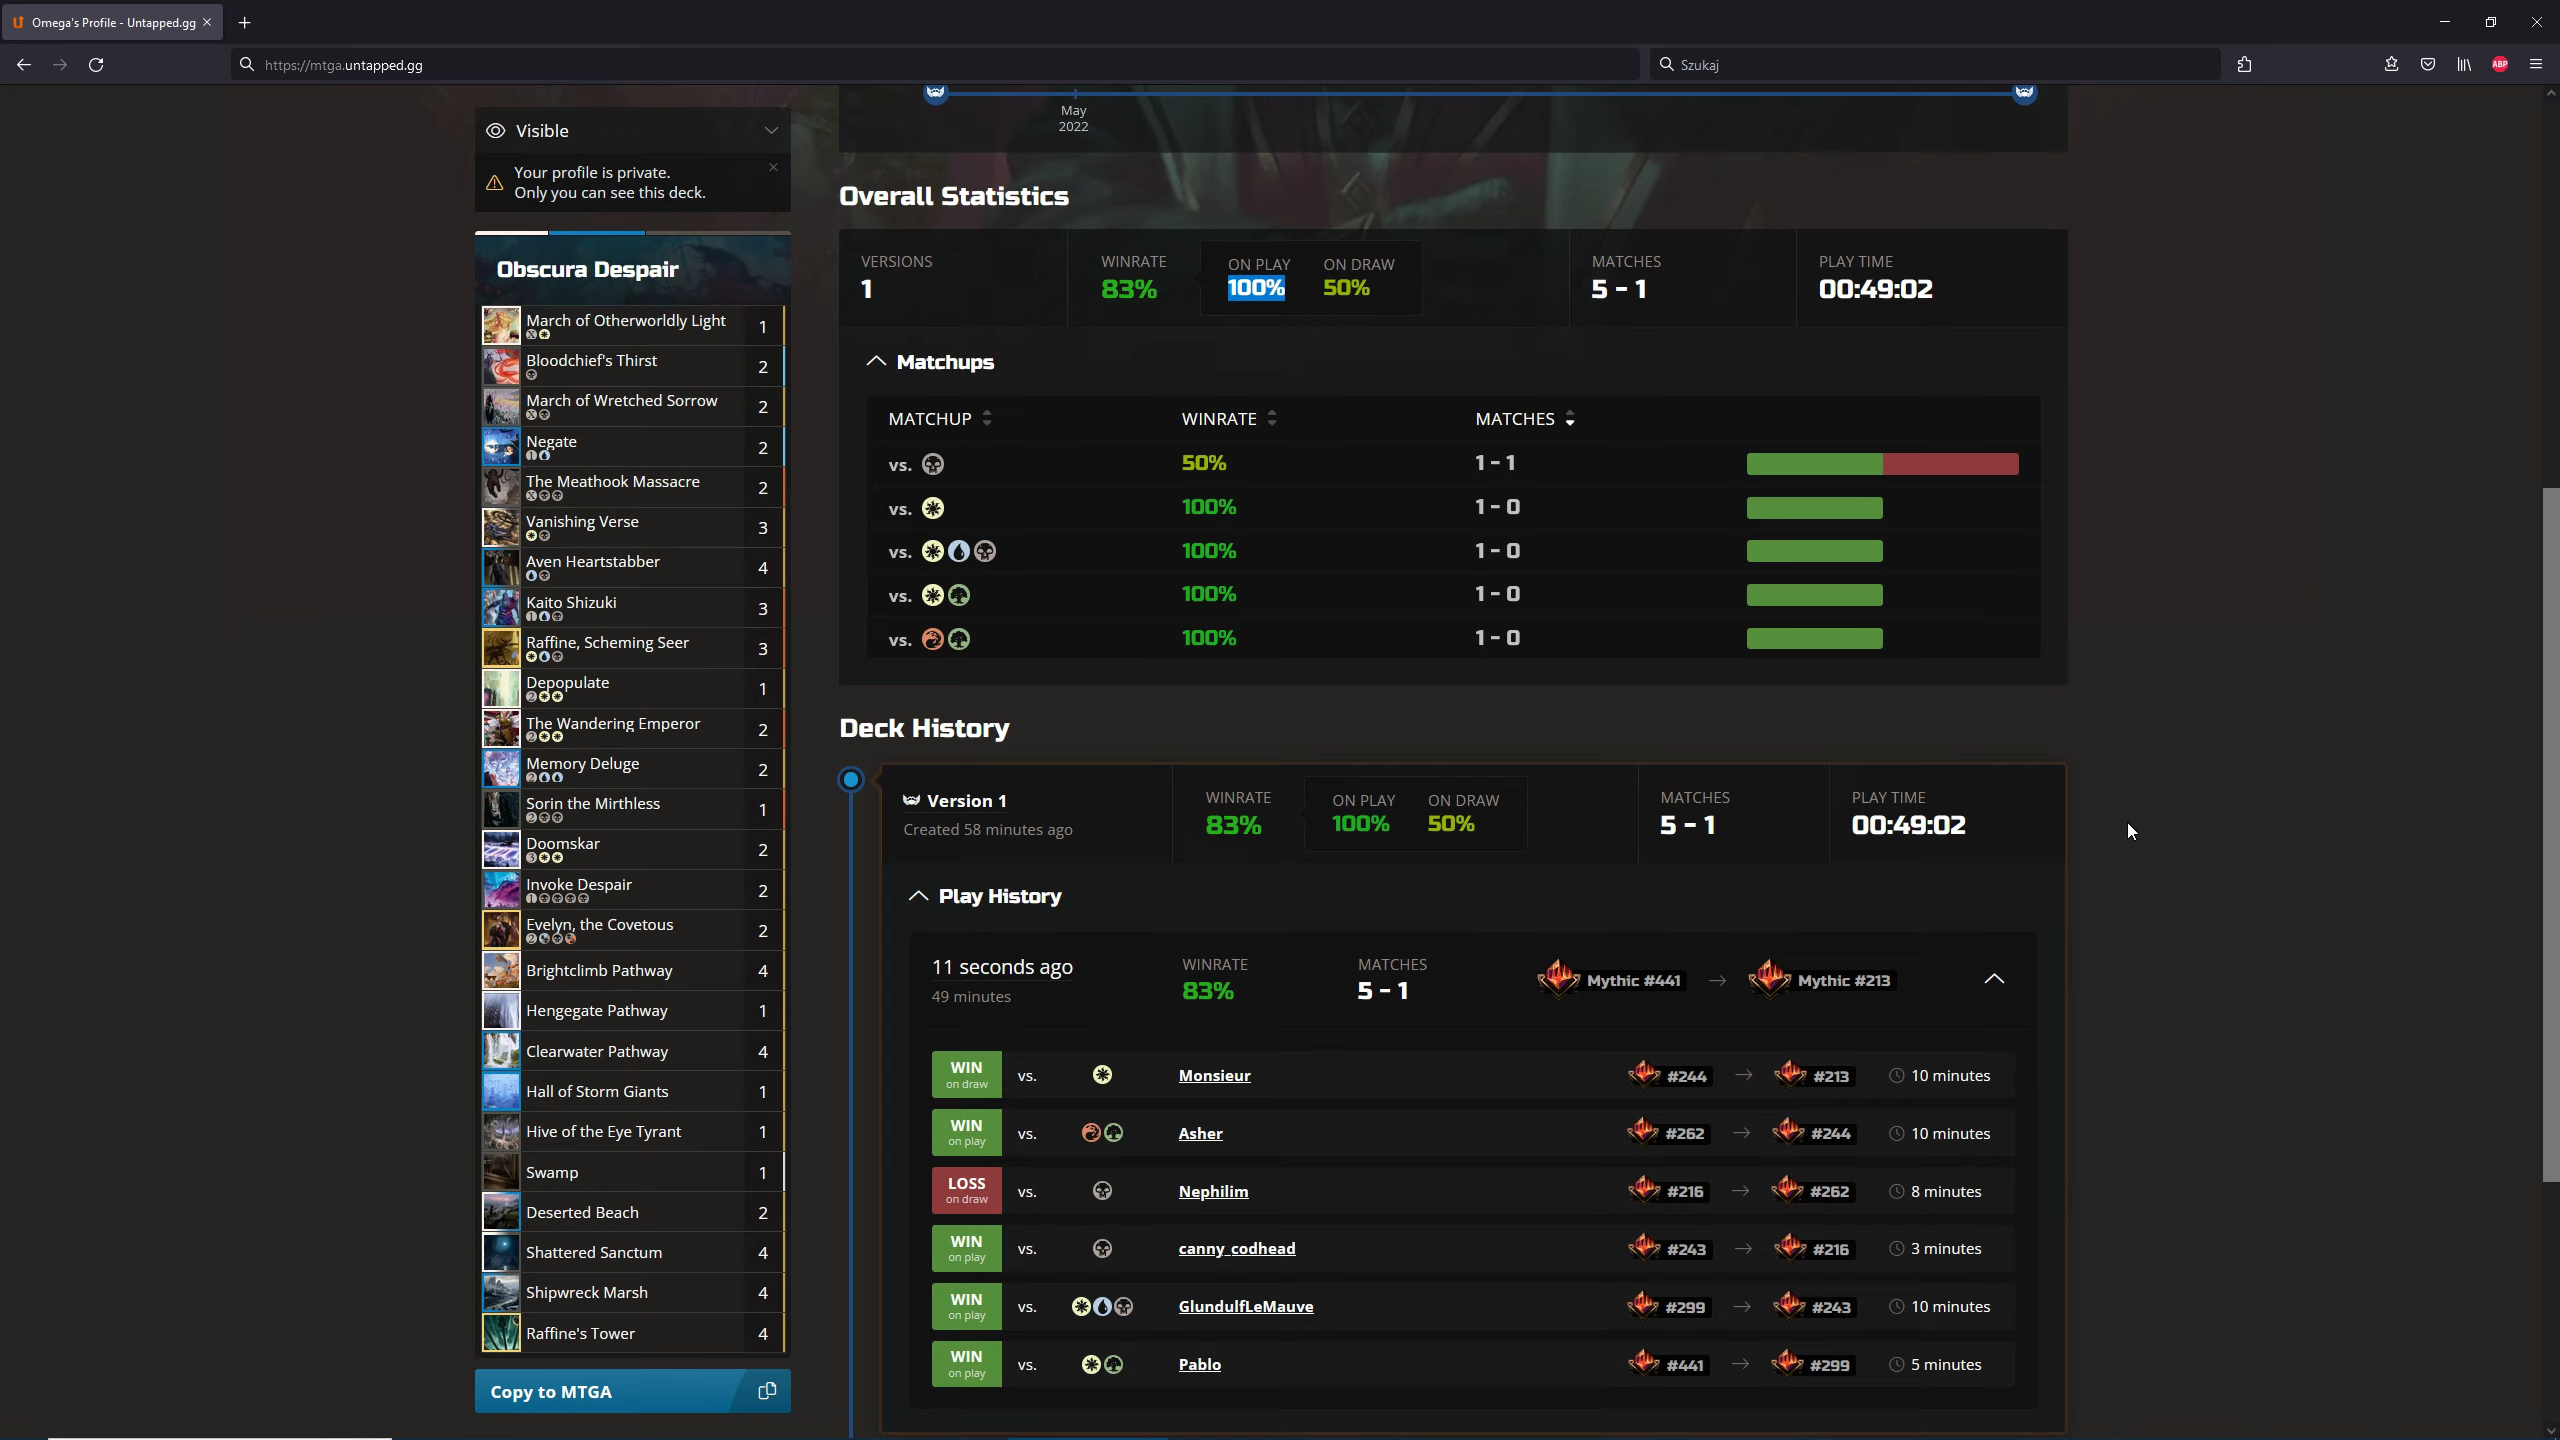 Omega's Profile - Untapped.gg
https://mtga.untapped.gg
Szukaj
ABP
Visible
Your profile is private.
Only you can see this deck.
Obscura Despair
March of Otherworldly Light 1
Bloodchief's Thirst 2
March of Wretched Sorrow 2
Negate 2
The Meathook Massacre 2
Vanishing Verse 3
Aven Heartstabber 4
Kaito Shizuki 3
Raffine, Scheming Seer 3
Depopulate 1
The Wandering Emperor 2
Memory Deluge 2
Sorin the Mirthless 1
Doomskar 2
Invoke Despair 2
Evelyn, the Covetous 2
Brightclimb Pathway 4
Hengegate Pathway 1
Clearwater Pathway 4
Hall of Storm Giants 1
Hive of the Eye Tyrant 1
Swamp 1
Deserted Beach 2
Shattered Sanctum 4
Shipwreck Marsh 4
Raffine's Tower 4
Copy to MTGA
May
2022
Overall Statistics
VERSIONS WINRATE ON PLAY ON DRAW MATCHES PLAY TIME
1 83% 100% 50% 5 - 1 00:49:02
Matchups
MATCHUP WINRATE MATCHES
vs. 50% 1 - 1
vs. 100% 1 - 0
vs. 100% 1 - 0
vs. 100% 1 - 0
vs. 100% 1 - 0
Deck History
Version 1
Created 58 minutes ago
WINRATE ON PLAY ON DRAW MATCHES PLAY TIME
83% 100% 50% 5 - 1 00:49:02
Play History
11 seconds ago
49 minutes
WINRATE MATCHES
83% 5 - 1
Mythic #441 → Mythic #213
WIN
on draw
vs. Monsieur #244 → #213 10 minutes
WIN
on play
vs. Asher #262 → #244 10 minutes
LOSS
on draw
vs. Nephilim #216 → #262 8 minutes
WIN
on play
vs. canny_codhead #243 → #216 3 minutes
WIN
on play
vs. GlundulfLeMauve #299 → #243 10 minutes
WIN
on play
vs. Pablo #441 → #299 5 minutes